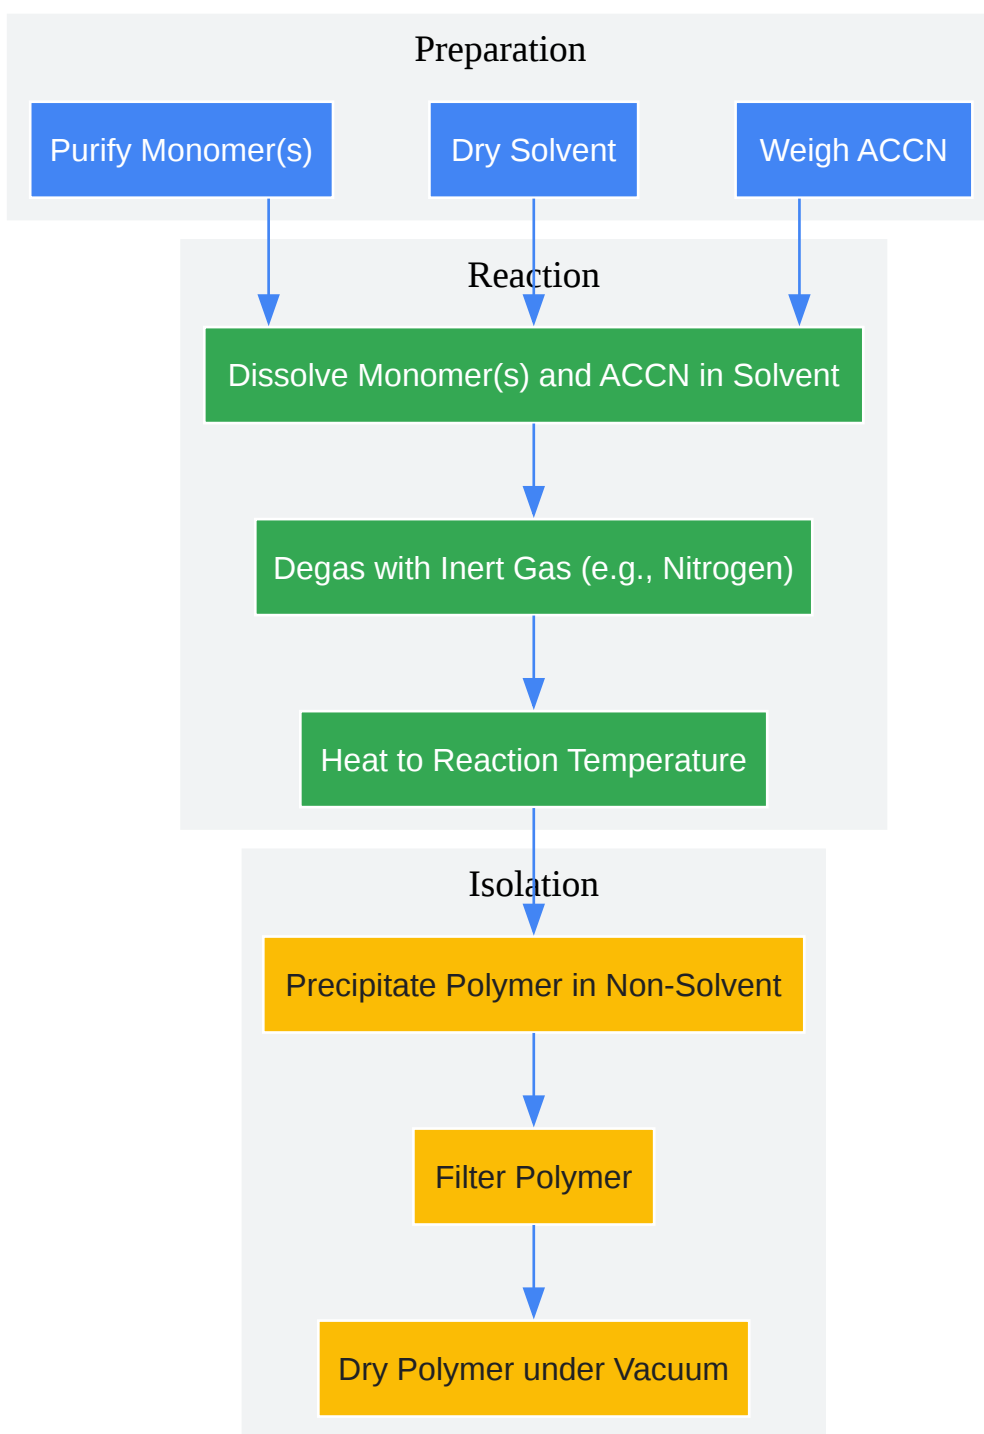 Preparation
Purify Monomer(s)
Dry Solvent
Weigh ACCN
Reaction
Dissolve Monomer(s) and ACCN in Solvent
Degas with Inert Gas (e.g., Nitrogen)
Heat to Reaction Temperature
Isolation
Precipitate Polymer in Non-Solvent
Filter Polymer
Dry Polymer under Vacuum